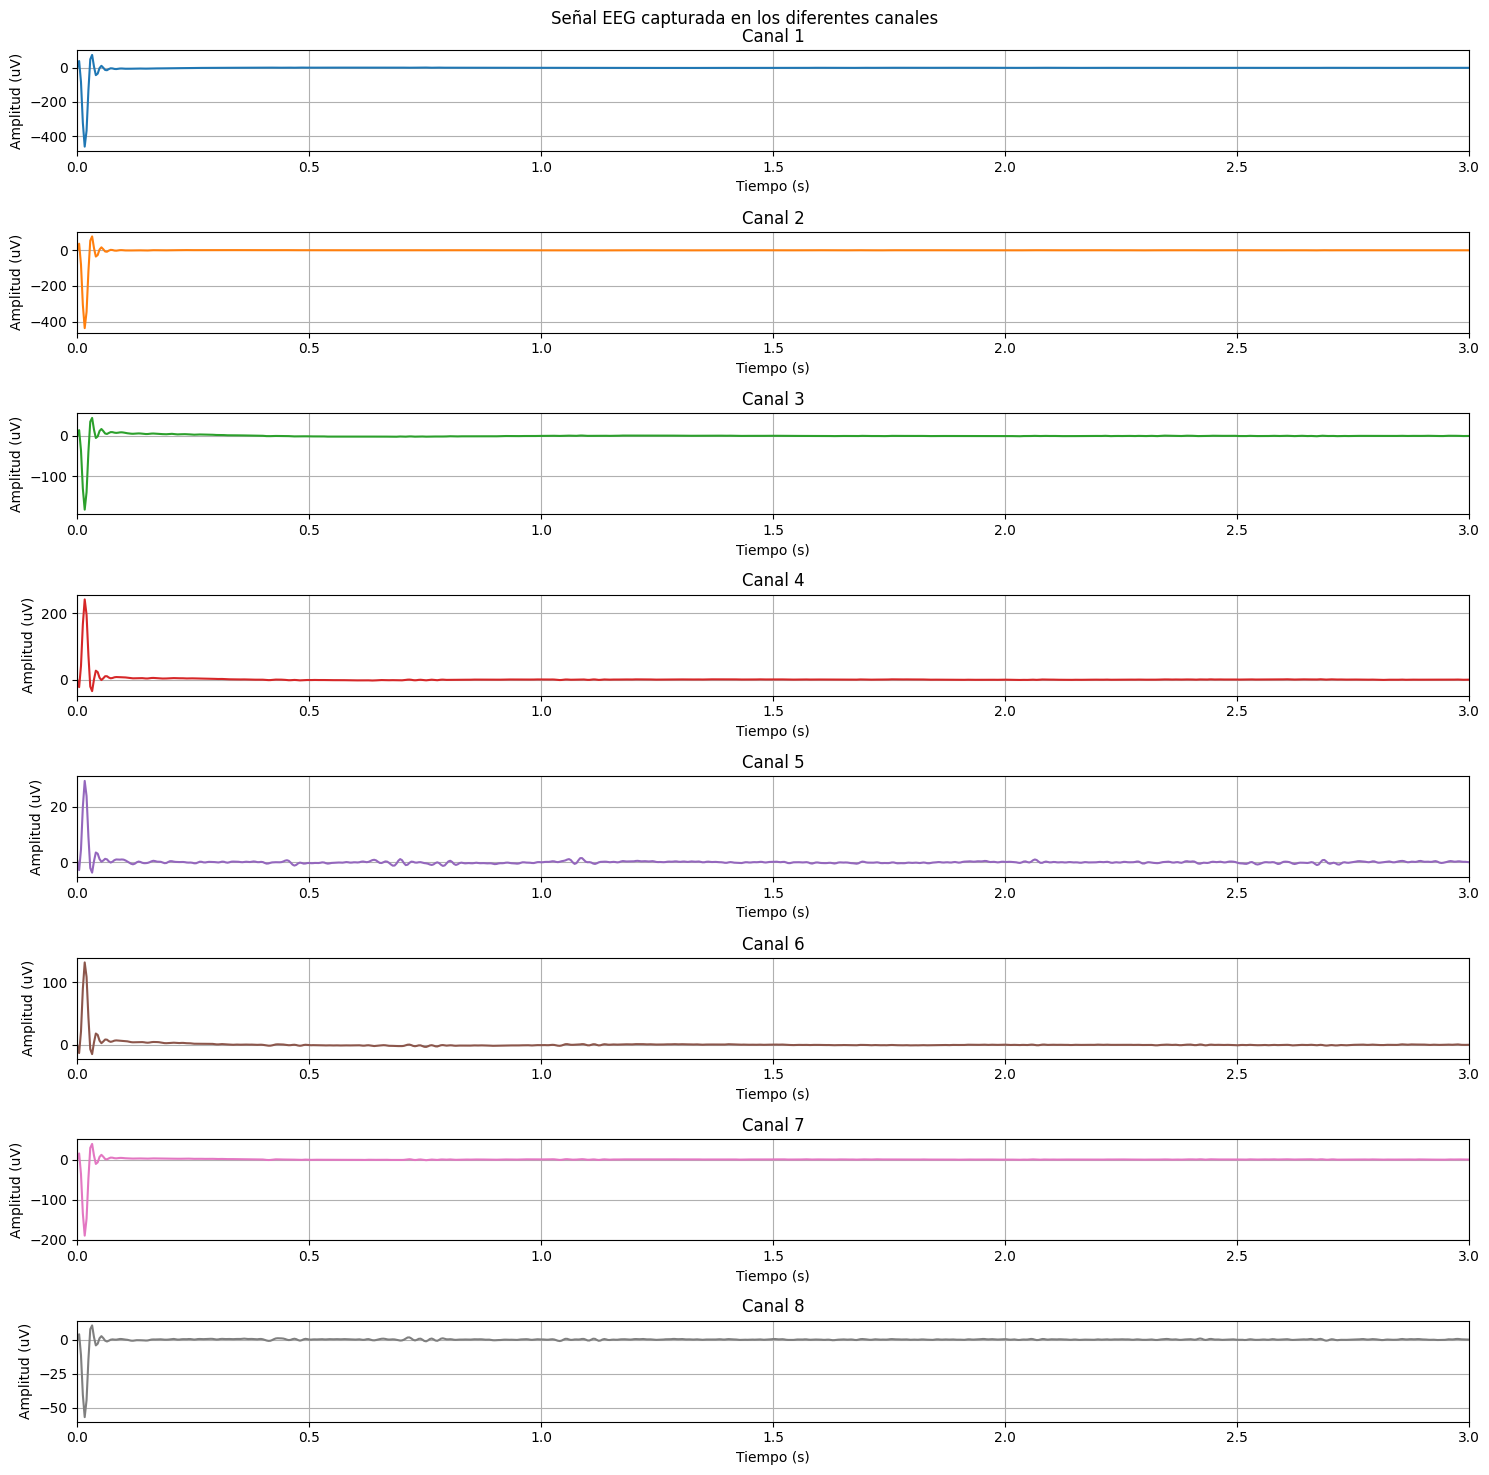 Señal EEG capturada en los diferentes canales
Canal 1
Amplitud (uV)
0
−200
−400
0.0 0.5 1.0 1.5 2.0 2.5 3.0
Tiempo (s)
Canal 2
Amplitud (uV)
0
−200
−400
0.0 0.5 1.0 1.5 2.0 2.5 3.0
Tiempo (s)
Canal 3
Amplitud (uV)
0
−100
0.0 0.5 1.0 1.5 2.0 2.5 3.0
Tiempo (s)
Canal 4
Amplitud (uV)
200
0
0.0 0.5 1.0 1.5 2.0 2.5 3.0
Tiempo (s)
Canal 5
Amplitud (uV)
20
0
0.0 0.5 1.0 1.5 2.0 2.5 3.0
Tiempo (s)
Canal 6
Amplitud (uV)
100
0
0.0 0.5 1.0 1.5 2.0 2.5 3.0
Tiempo (s)
Canal 7
Amplitud (uV)
0
−100
−200
0.0 0.5 1.0 1.5 2.0 2.5 3.0
Tiempo (s)
Canal 8
Amplitud (uV)
0
−25
−50
0.0 0.5 1.0 1.5 2.0 2.5 3.0
Tiempo (s)